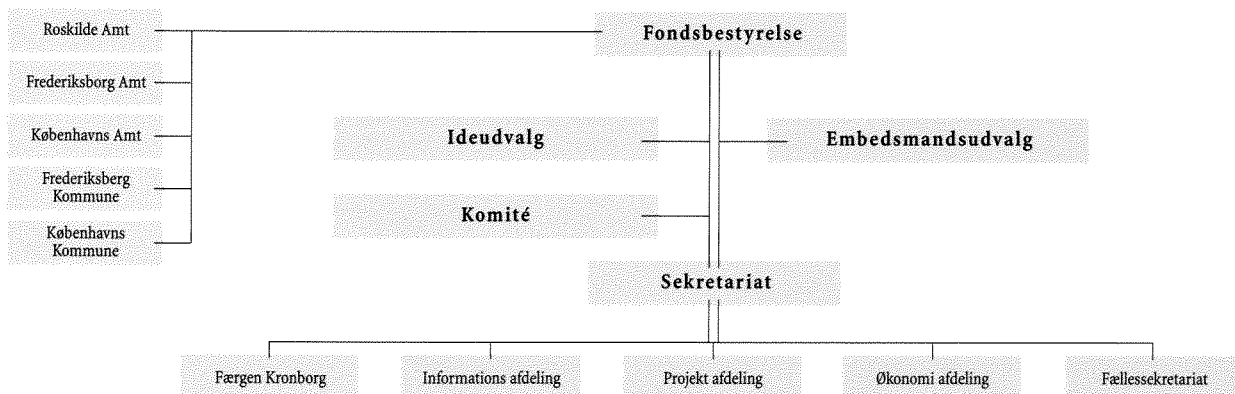 Roskilde Amt
Fondsbestyrelse
Frederiksborg Amt
Københavns Amt
Ideudvalg
Embedsmandsudvalg
Frederiksberg
Kommune
Komité
Københavns
Kommune
Sekretariat
Færgen Kronborg
Informations afdeling
Projekt afdeling
Økonomi afdeling
Fællessekretariat